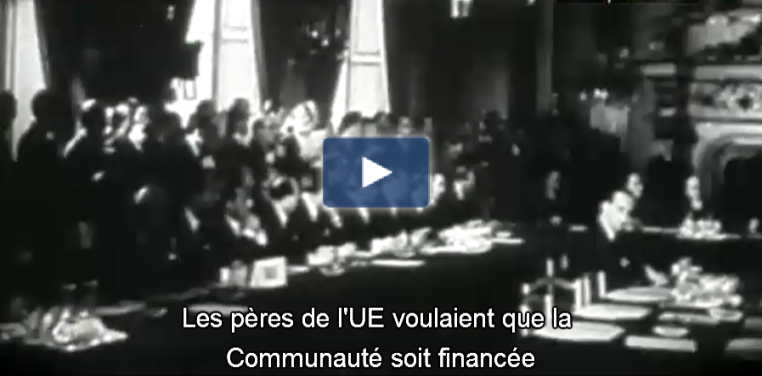 Les pères de l'UE voulaient que la
Communauté soit financée